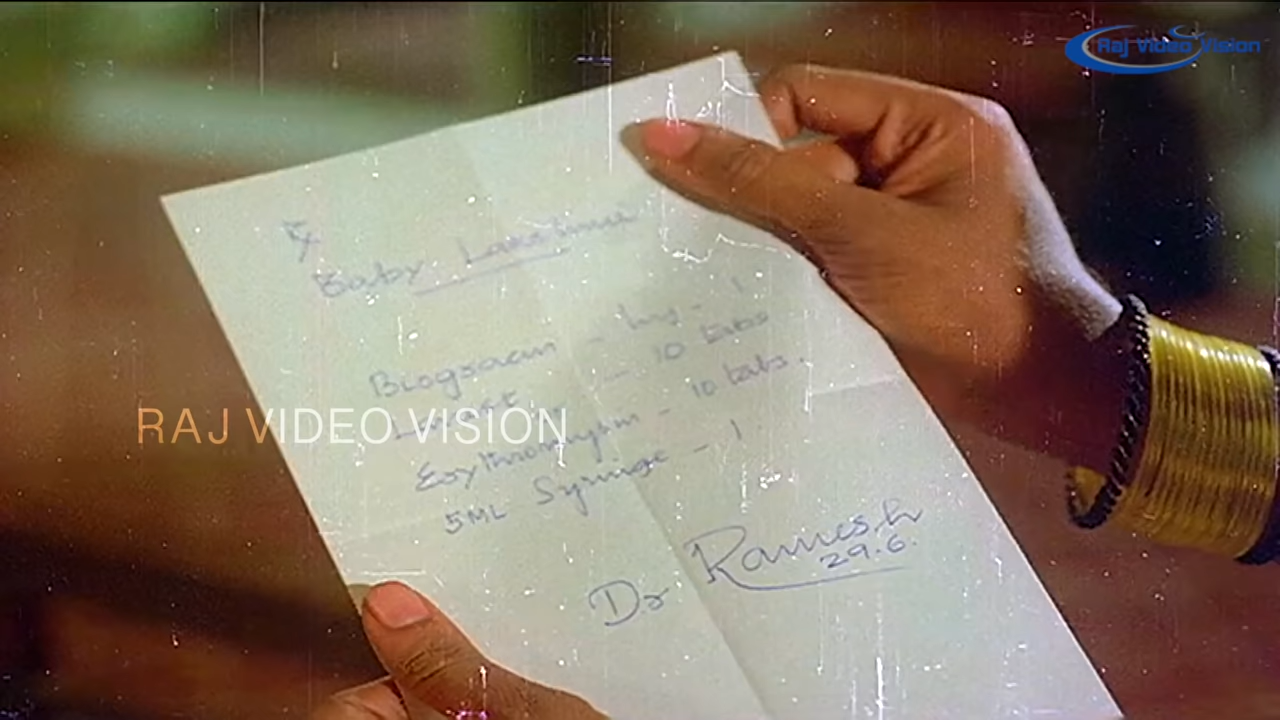 Raj Video Vision
Rx
Baby Lakshmi
- Inj - 1
- 10 tabs
Erythromycin - 10 tabs.
5ML Syringe - 1
RAJ VIDEO VISION
Dr Ramesh
29.6.